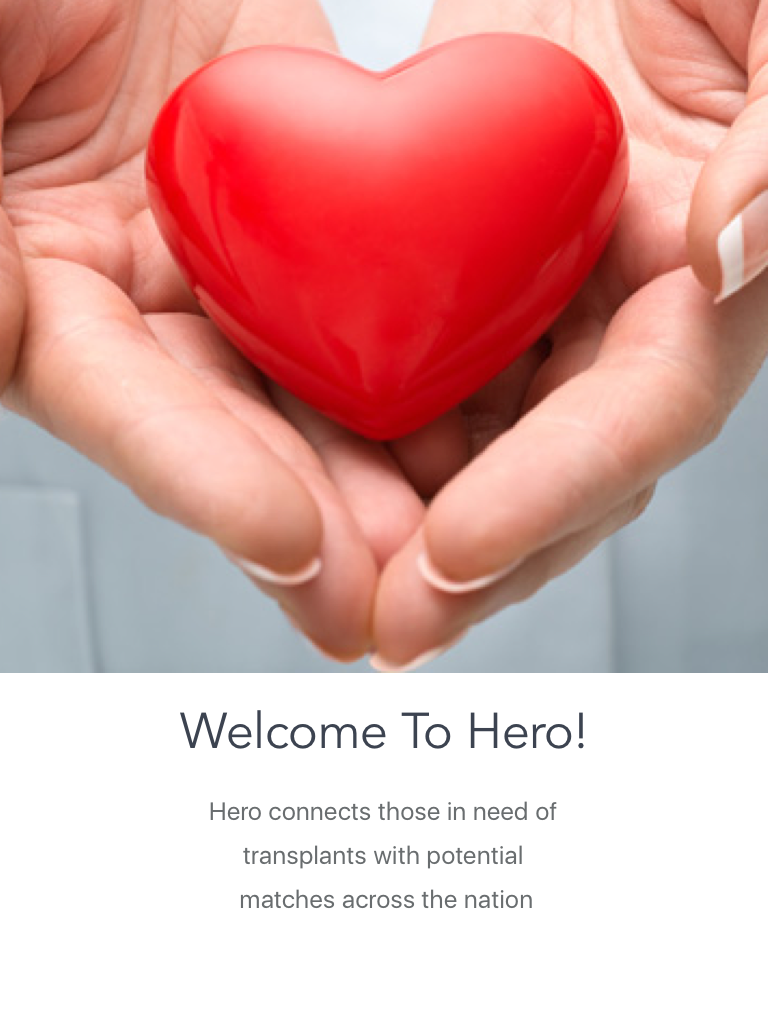 Welcome To Hero!
Hero connects those in need of
transplants with potential
matches across the nation